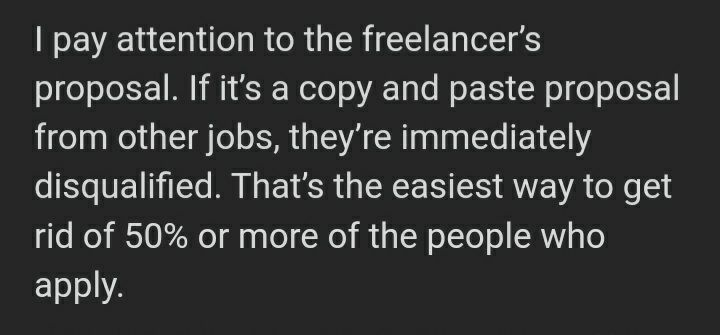 I pay attention to the freelancer’s
proposal. If it’s a copy and paste proposal
from other jobs, they’re immediately
disqualified. That’s the easiest way to get
rid of 50% or more of the people who
apply.